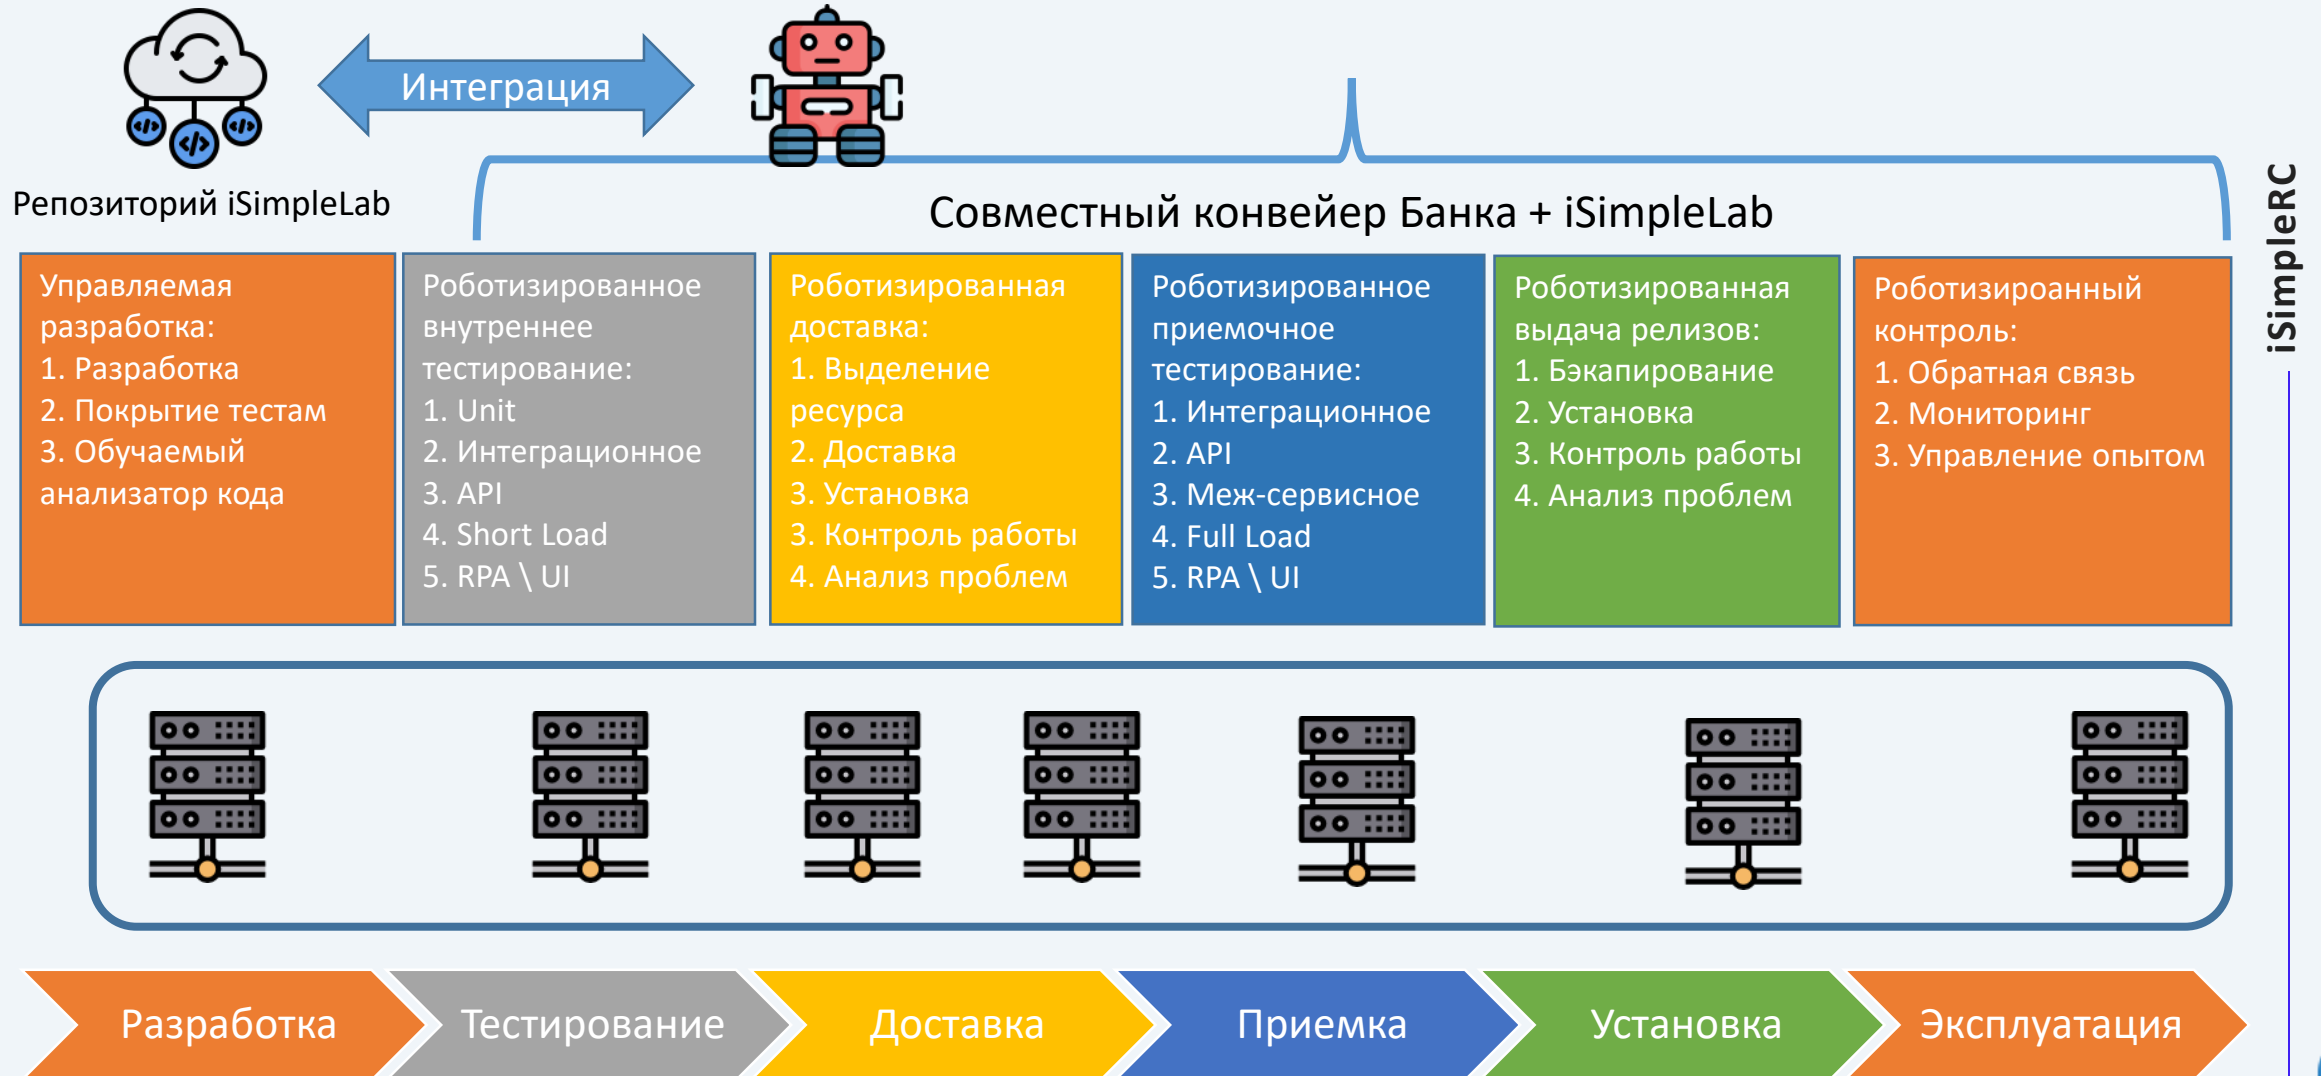 Интеграция
Репозиторий iSimpleLab
Совместный конвейер Банка + iSimpleLab
iSimpleRC
Управляемая
разработка:
1. Разработка
2. Покрытие тестам
3. Обучаемый
анализатор кода
Роботизированное
внутреннее
тестирование:
1. Unit
2. Интеграционное
3. API
4. Short Load
5. RPA \ UI
Роботизированная
доставка:
1. Выделение
ресурса
2. Доставка
3. Установка
3. Контроль работы
4. Анализ проблем
Роботизированное
приемочное
тестирование:
1. Интеграционное
2. API
3. Меж-сервисное
4. Full Load
5. RPA \ UI
Роботизированная
выдача релизов:
1. Бэкапирование
2. Установка
3. Контроль работы
4. Анализ проблем
Роботизироанный
контроль:
1. Обратная связь
2. Мониторинг
3. Управление опытом
Разработка
Тестирование
Доставка
Приемка
Установка
Эксплуатация